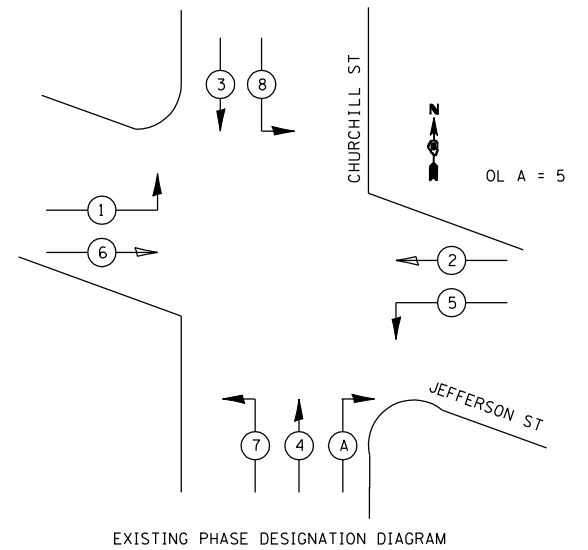 3 8
CHURCHILL ST
N
OL A = 5
1
6
2
5
JEFFERSON ST
7 4 A
EXISTING PHASE DESIGNATION DIAGRAM